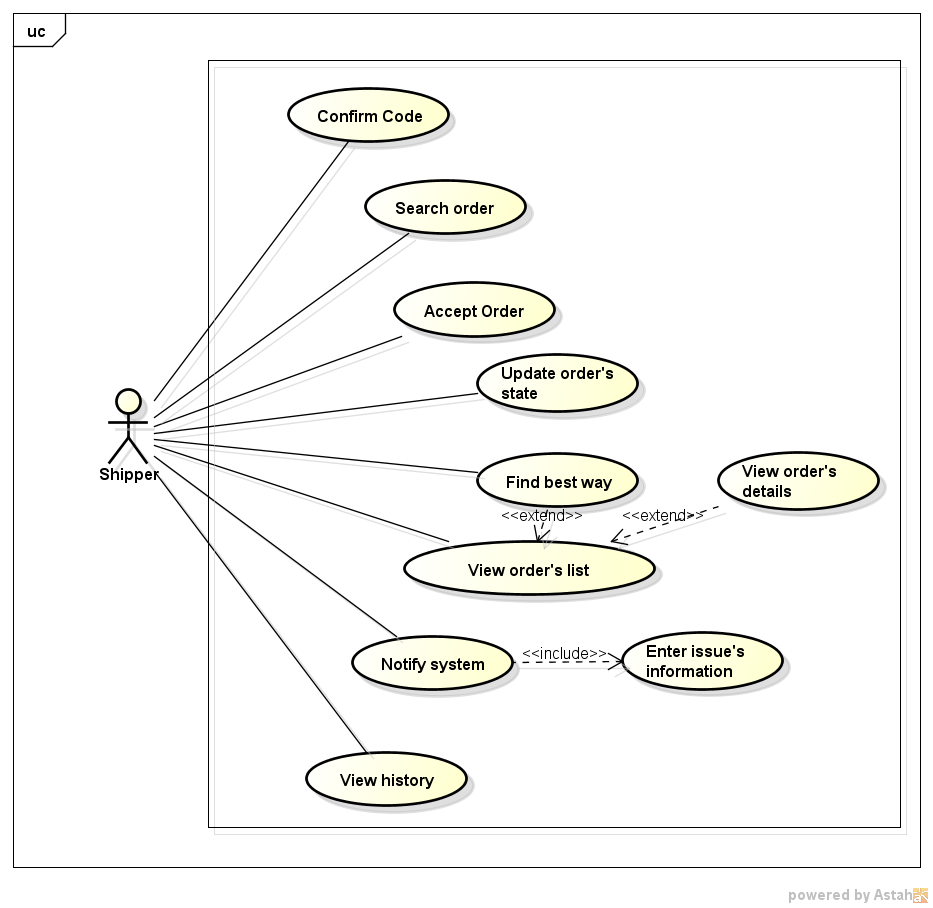 uc
Confirm Code
Search order
Accept Order
Update order's
state
Shipper
Find best way
View order's
details
<<extend>>
<<extend>>
View order's list
Notify system
<<include>>
Enter issue's
information
View history
powered by Astah